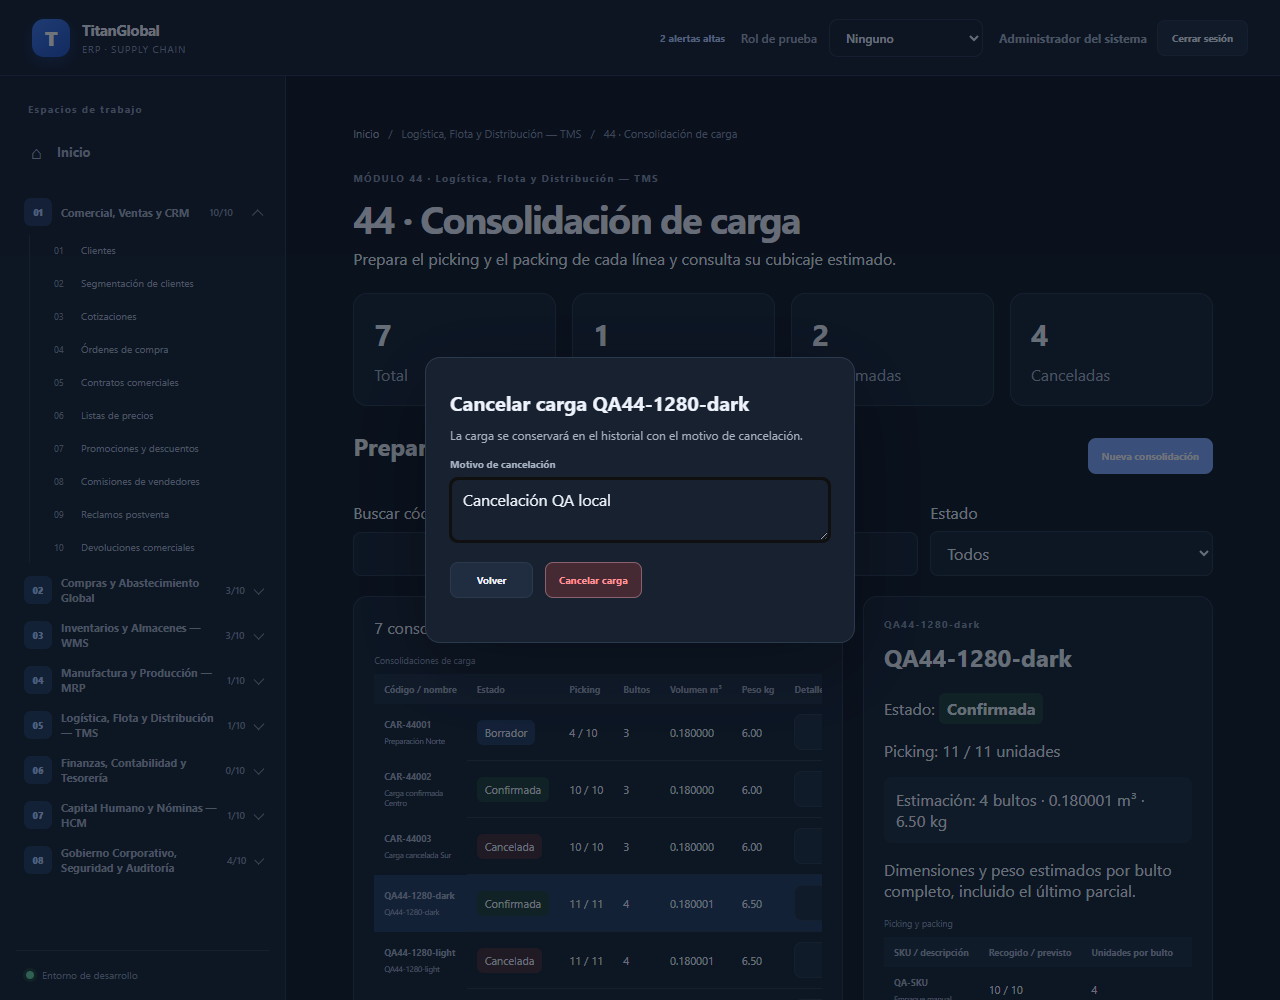 T
TitanGlobal
ERP · SUPPLY CHAIN
2 alertas altas
Rol de prueba
Ninguno
Administrador del sistema
Cerrar sesión
Espacios de trabajo
Inicio
01 Comercial, Ventas y CRM 10/10
01 Clientes
02 Segmentación de clientes
03 Cotizaciones
04 Órdenes de compra
05 Contratos comerciales
06 Listas de precios
07 Promociones y descuentos
08 Comisiones de vendedores
09 Reclamos postventa
10 Devoluciones comerciales
02 Compras y Abastecimiento Global 3/10
03 Inventarios y Almacenes — WMS 3/10
04 Manufactura y Producción — MRP 1/10
05 Logística, Flota y Distribución — TMS 1/10
06 Finanzas, Contabilidad y Tesorería 0/10
07 Capital Humano y Nóminas — HCM 1/10
08 Gobierno Corporativo, Seguridad y Auditoría 4/10
Entorno de desarrollo
Inicio / Logística, Flota y Distribución — TMS / 44 · Consolidación de carga
MÓDULO 44 · Logística, Flota y Distribución — TMS
44 · Consolidación de carga
Prepara el picking y el packing de cada línea y consulta su cubicaje estimado.
7
Total
1
2
madas
4
Canceladas
Prepar
Nueva consolidación
Buscar cód
Estado
Todos
Cancelar carga QA44-1280-dark
La carga se conservará en el historial con el motivo de cancelación.
Motivo de cancelación
Cancelación QA local
Volver
Cancelar carga
7 conso
Consolidaciones de carga
Código / nombre Estado Picking Bultos Volumen m³ Peso kg Detalle
CAR-44001
Preparación Norte
Borrador 4 / 10 3 0.180000 6.00
CAR-44002
Carga confirmada
Centro
Confirmada 10 / 10 3 0.180000 6.00
CAR-44003
Carga cancelada Sur
Cancelada 10 / 10 3 0.180000 6.00
QA44-1280-dark
QA44-1280-dark
Confirmada 11 / 11 4 0.180001 6.50
QA44-1280-light
QA44-1280-light
Cancelada 11 / 11 4 0.180001 6.50
QA44-1280-dark
QA44-1280-dark
Estado: Confirmada
Picking: 11 / 11 unidades
Estimación: 4 bultos · 0.180001 m³ ·
6.50 kg
Dimensiones y peso estimados por bulto
completo, incluido el último parcial.
Picking y packing
SKU / descripción Recogido / previsto Unidades por bulto
QA-SKU
10 / 10 4